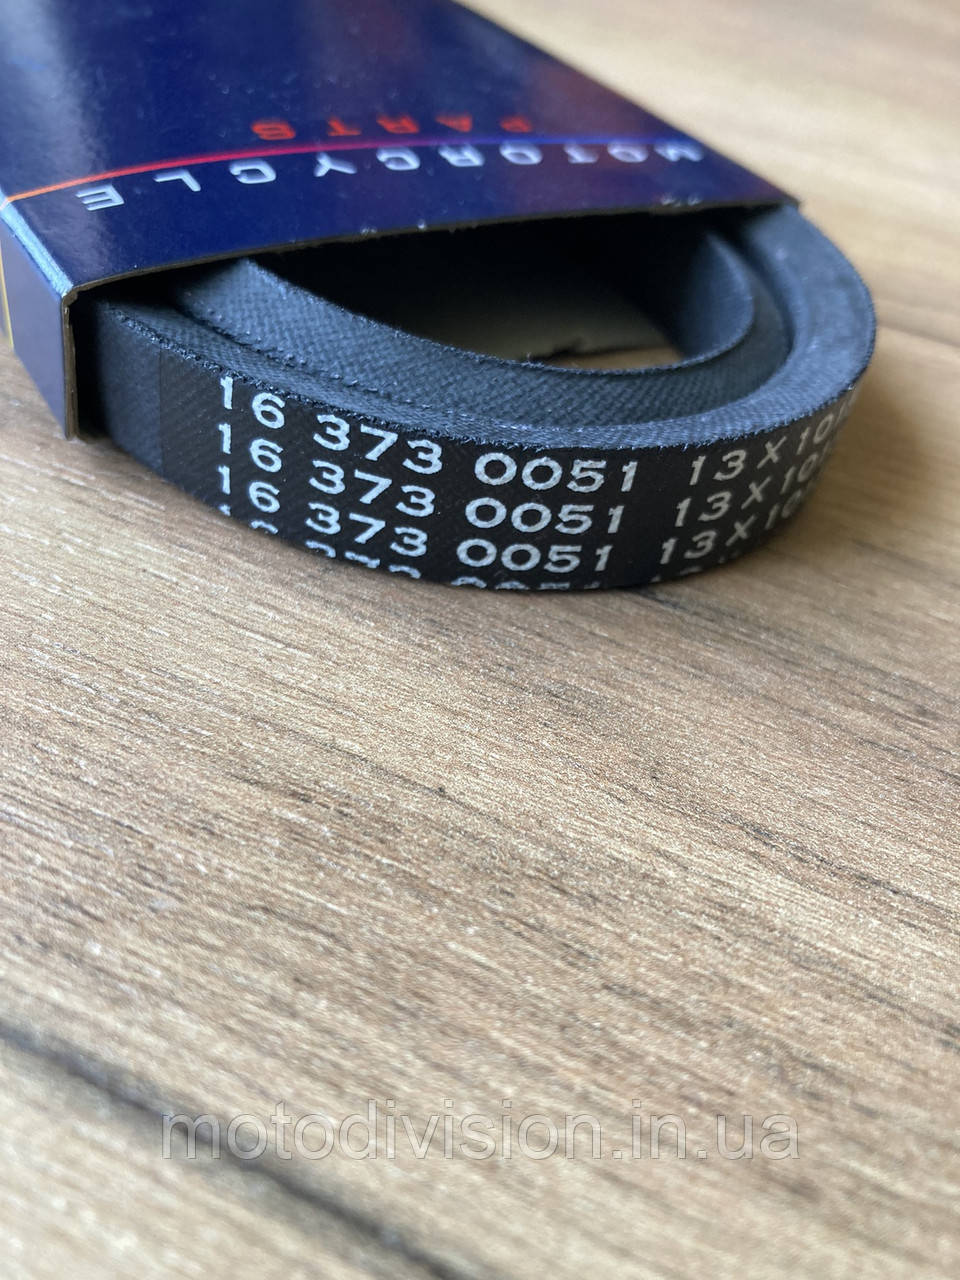 PARTS
MOTORCYCLE
16 373 0051 13X10
16 373 0051 13X10
16 373 0051 13X10
motodivision.in.ua